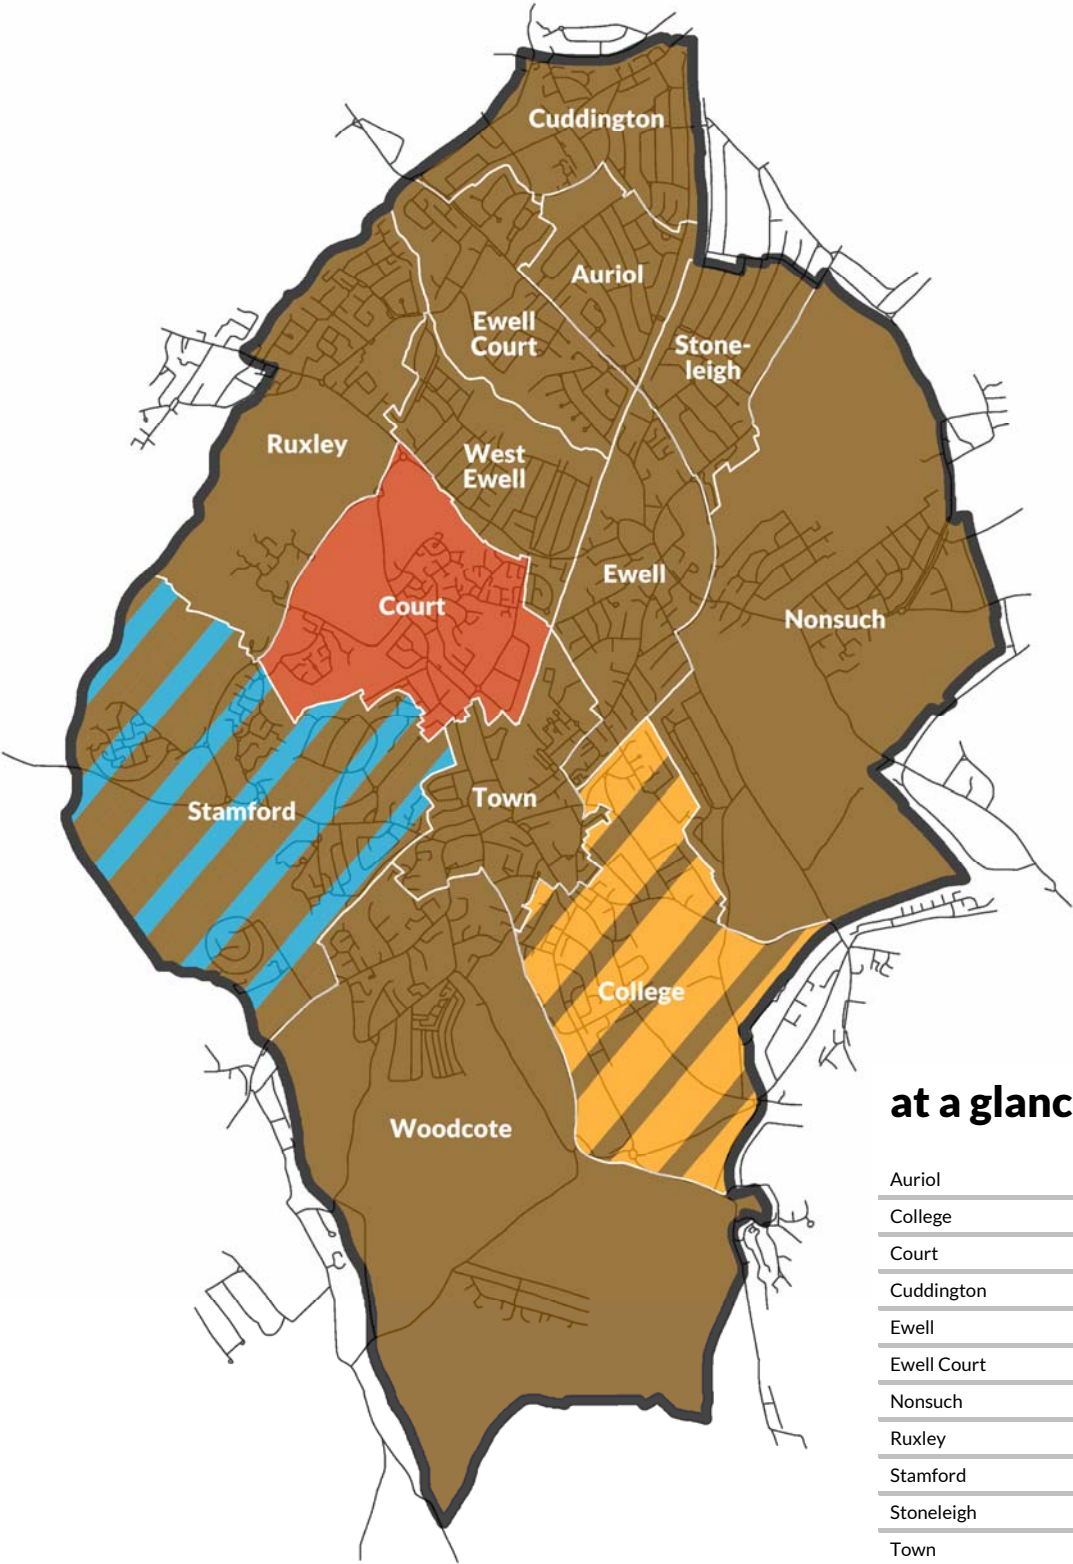 Cuddington
Auriol
Ewell
Court
Stone-
leigh
Ruxley
West
Ewell
Ewell
Court
Nonsuch
Stamford
Town
College
Woodcote
at a glanc
Auriol
College
Court
Cuddington
Ewell
Ewell Court
Nonsuch
Ruxley
Stamford
Stoneleigh
Town